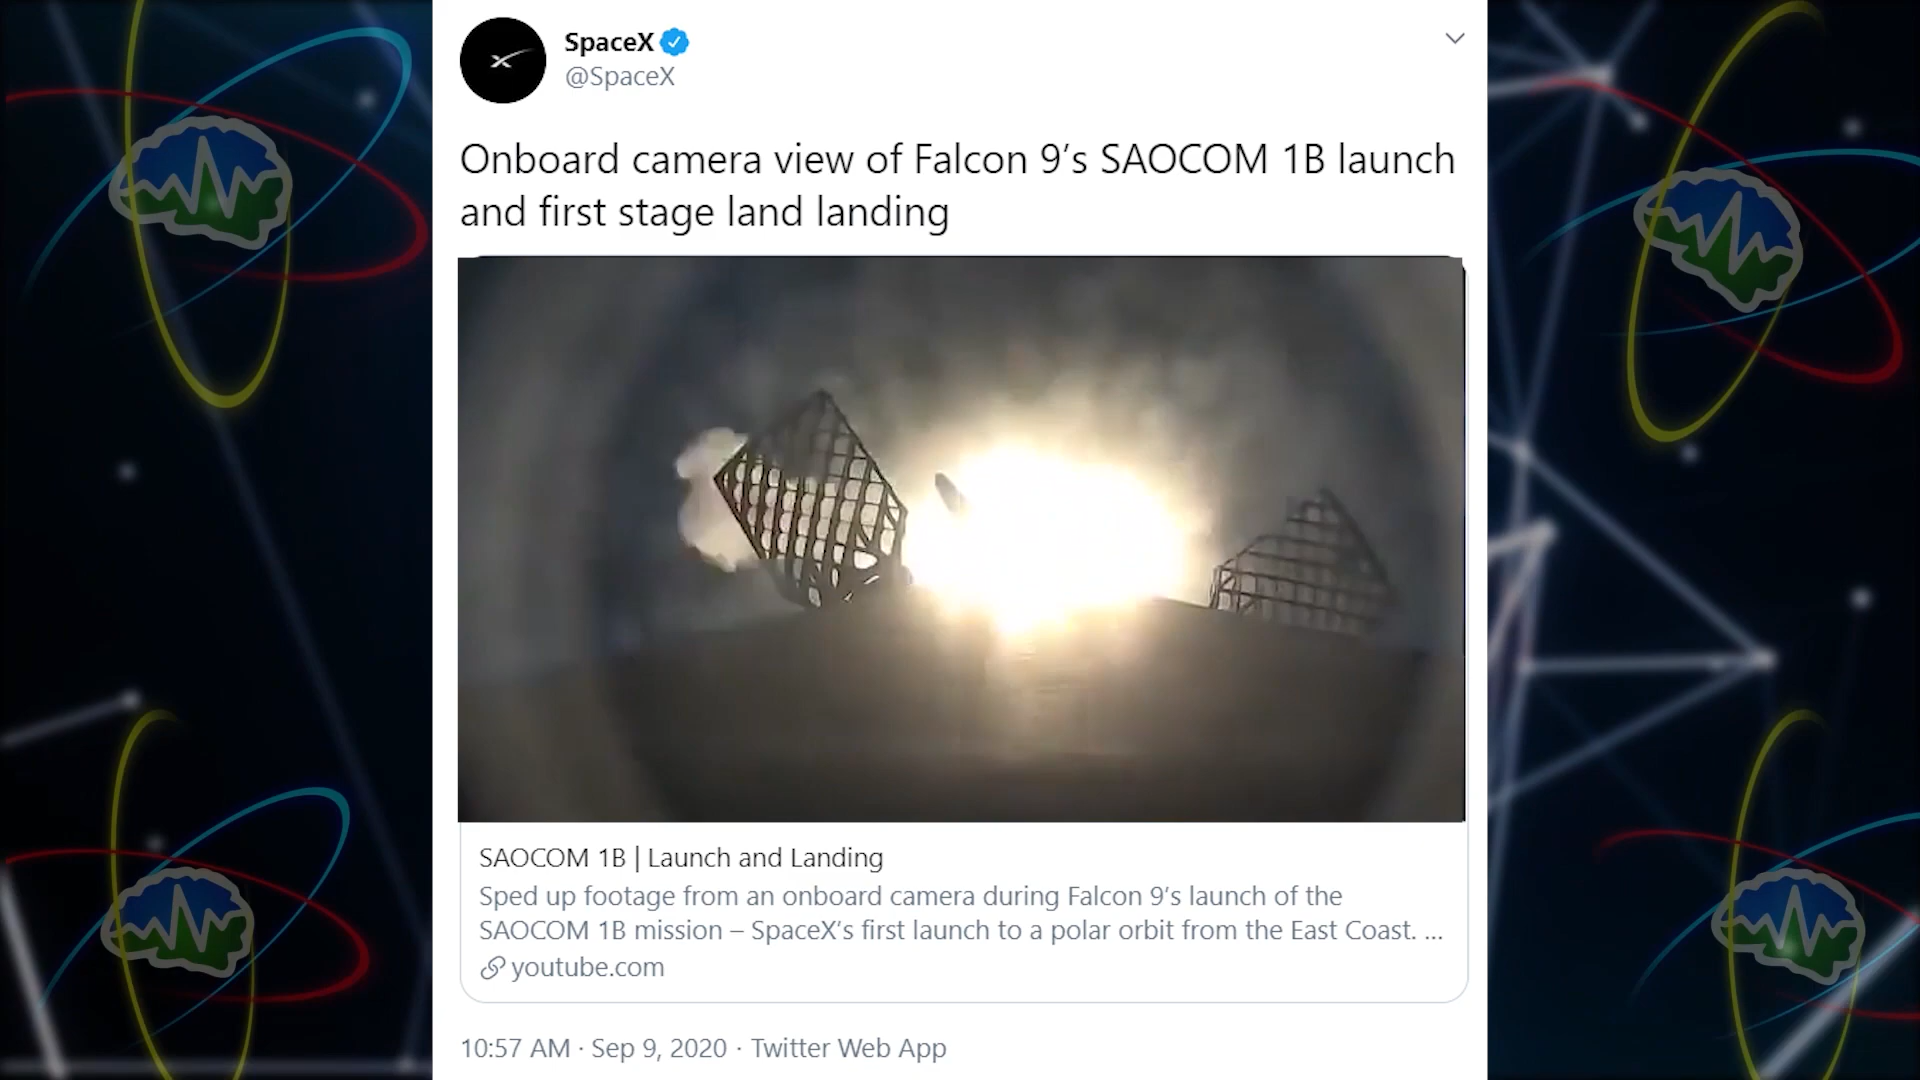 SpaceX
@SpaceX
Onboard camera view of Falcon 9’s SAOCOM 1B launch
and first stage land landing
SAOCOM 1B | Launch and Landing
Sped up footage from an onboard camera during Falcon 9’s launch of the
SAOCOM 1B mission – SpaceX’s first launch to a polar orbit from the East Coast. ...
youtube.com
10:57 AM · Sep 9, 2020 · Twitter Web App